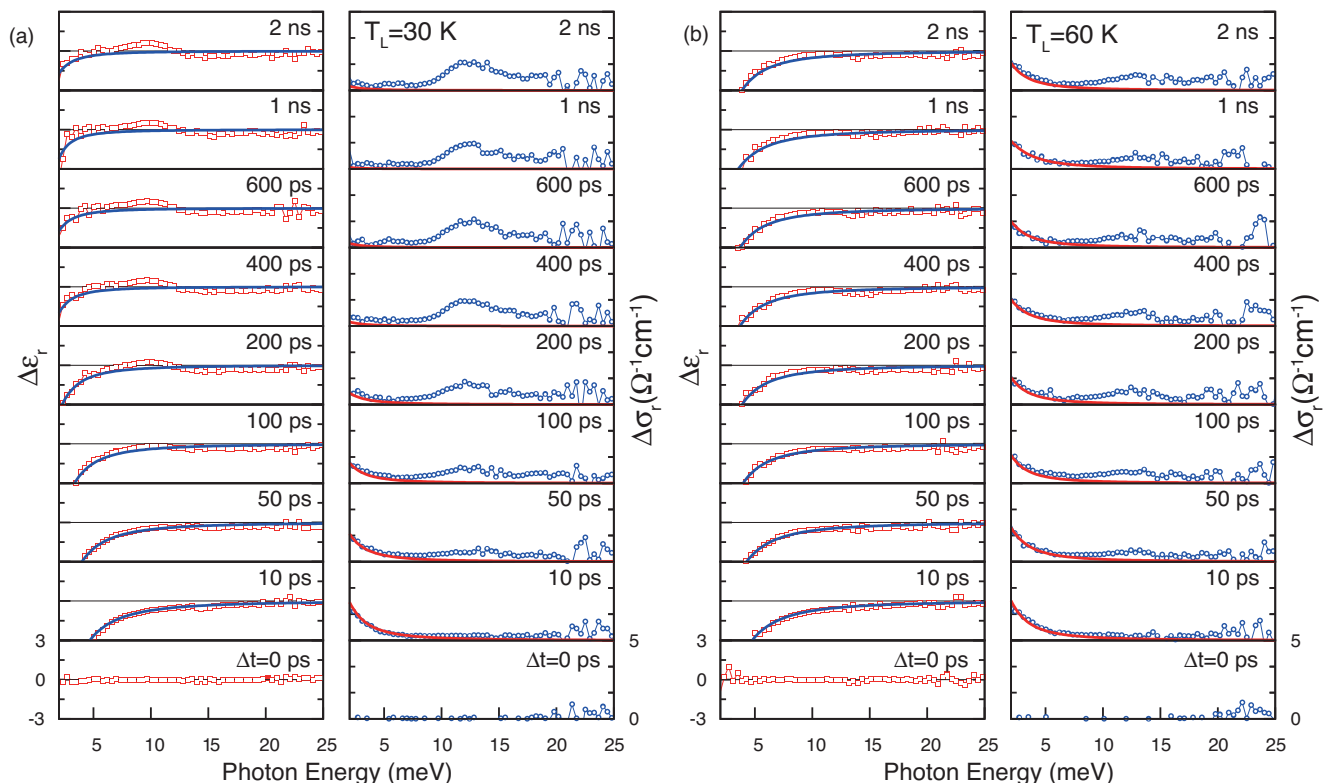 (a)
2 ns
1 ns
600 ps
400 ps
200 ps
100 ps
50 ps
10 ps
Δt=0 ps
3
0
-3
Δεr
5 10 15 20 25
T_L=30 K
2 ns
1 ns
600 ps
400 ps
200 ps
100 ps
50 ps
10 ps
Δt=0 ps
5
0
Δσr(Ω⁻¹cm⁻¹)
5 10 15 20 25
Photon Energy (meV)
(b)
2 ns
1 ns
600 ps
400 ps
200 ps
100 ps
50 ps
10 ps
Δt=0 ps
3
0
-3
Δεr
5 10 15 20 25
T_L=60 K
2 ns
1 ns
600 ps
400 ps
200 ps
100 ps
50 ps
10 ps
Δt=0 ps
5
0
Δσr(Ω⁻¹cm⁻¹)
5 10 15 20 25
Photon Energy (meV)